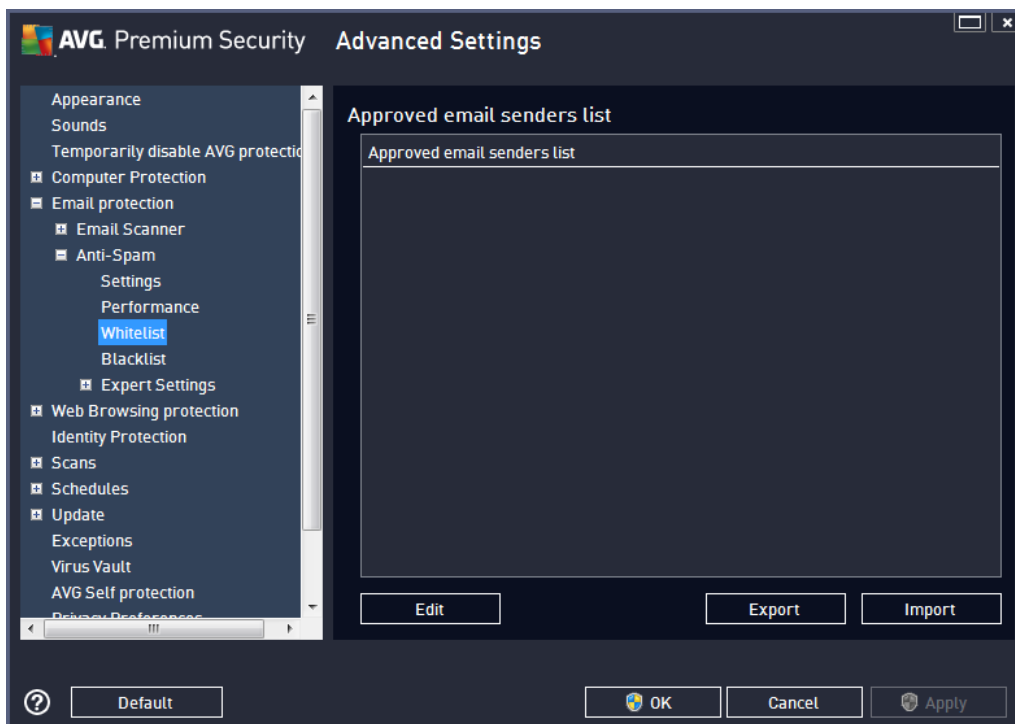 AVG. Premium Security
Advanced Settings
Appearance
Sounds
Temporarily disable AVG
Computer Protection
Email protection
Email Scanner
Anti-Spam
Settings
Performance
Whitelist
Blacklist
Expert Settings
Web Browsing protection
Identity Protection
Scans
Schedules
Update
Exceptions
Virus Vault
AVG Self protection
Privacy Preferences
Approved email senders list
Approved email senders list
Edit
Export
Import
Default
OK
Cancel
Apply